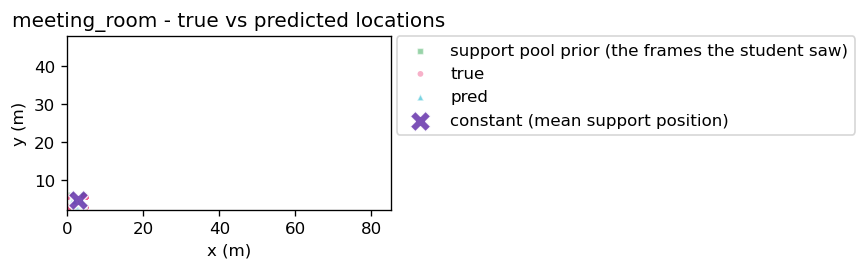 meeting_room - true vs predicted locations
support pool prior (the frames the student saw)
true
pred
constant (mean support position)
y (m)
40
30
20
10
0
20
40
60
80
x (m)